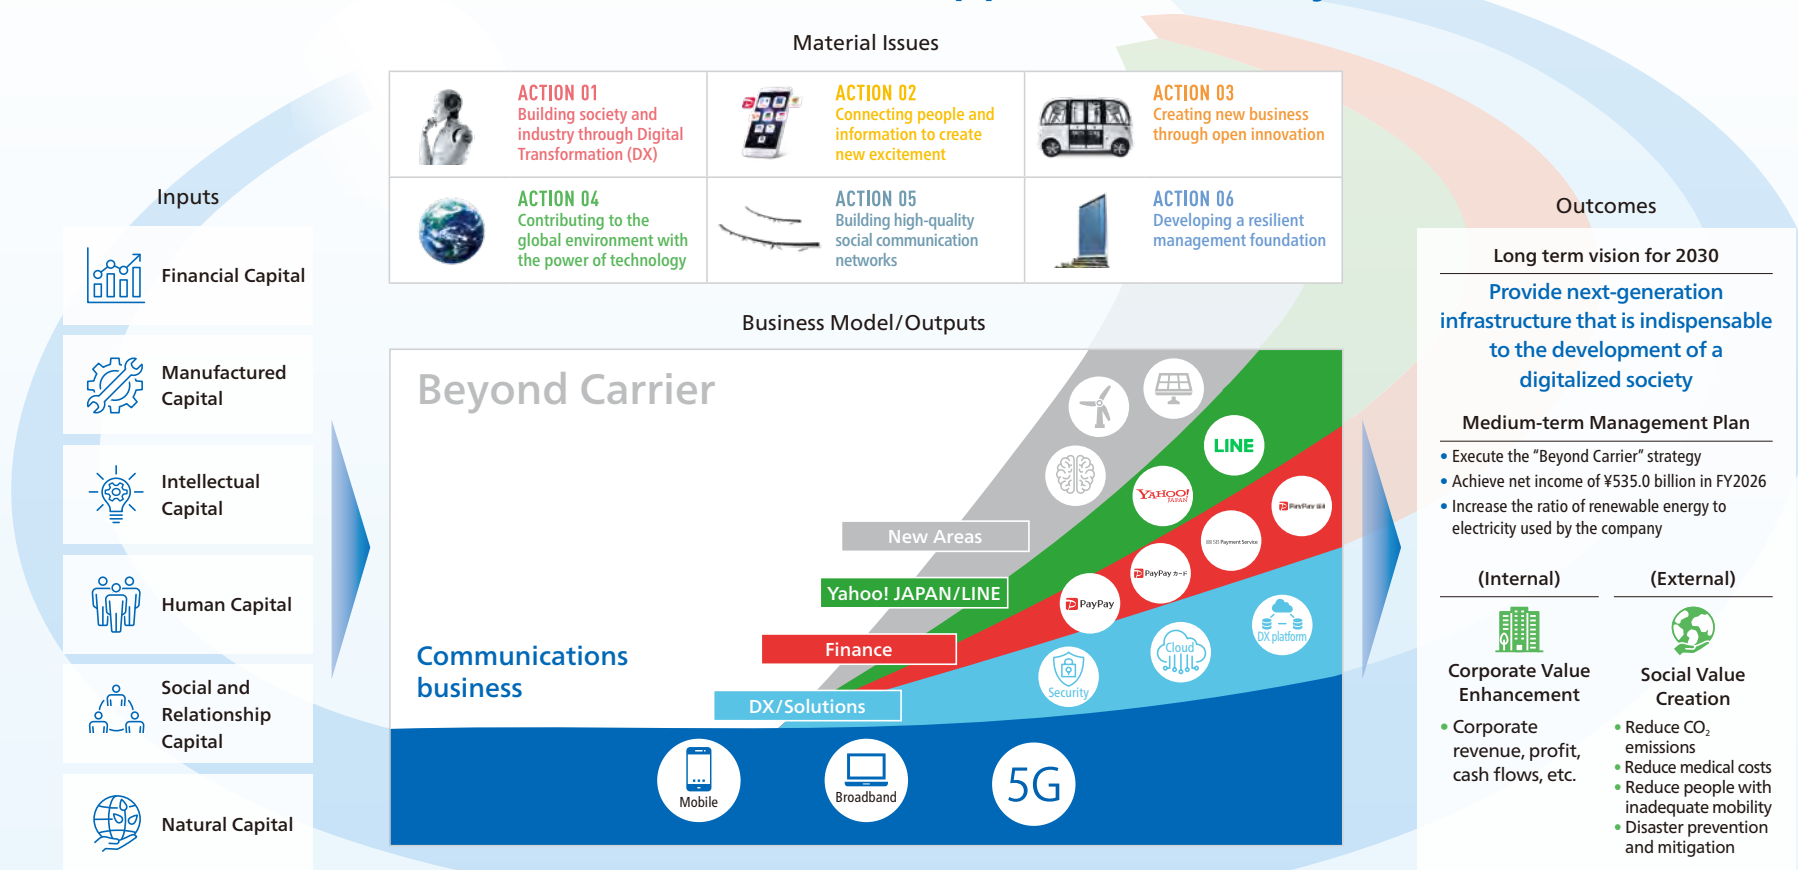 Material Issues
ACTION 01
Building society and
industry through Digital
Transformation (DX)
ACTION 02
Connecting people and
information to create
new excitement
ACTION 03
Creating new business
through open innovation
ACTION 04
Contributing to the
global environment with
the power of technology
ACTION 05
Building high-quality
social communication
networks
ACTION 06
Developing a resilient
management foundation
Inputs
Financial Capital
Manufactured
Capital
Intellectual
Capital
Human Capital
Social and
Relationship
Capital
Natural Capital
Business Model/Outputs
Beyond Carrier
LINE
YAHOO!
JAPAN
PayPay
SB Payment Service
PayPay カード
PayPay
New Areas
Yahoo! JAPAN/LINE
Finance
DX/Solutions
Communications
business
Security
Cloud
DX platform
Mobile
Broadband
5G
Outcomes
Long term vision for 2030
Provide next-generation
infrastructure that is indispensable
to the development of a
digitalized society
Medium-term Management Plan
• Execute the “Beyond Carrier” strategy
• Achieve net income of ¥535.0 billion in FY2026
• Increase the ratio of renewable energy to
electricity used by the company
(Internal)
Corporate Value
Enhancement
• Corporate
revenue, profit,
cash flows, etc.
(External)
Social Value
Creation
• Reduce CO₂
emissions
• Reduce medical costs
• Reduce people with
inadequate mobility
• Disaster prevention
and mitigation